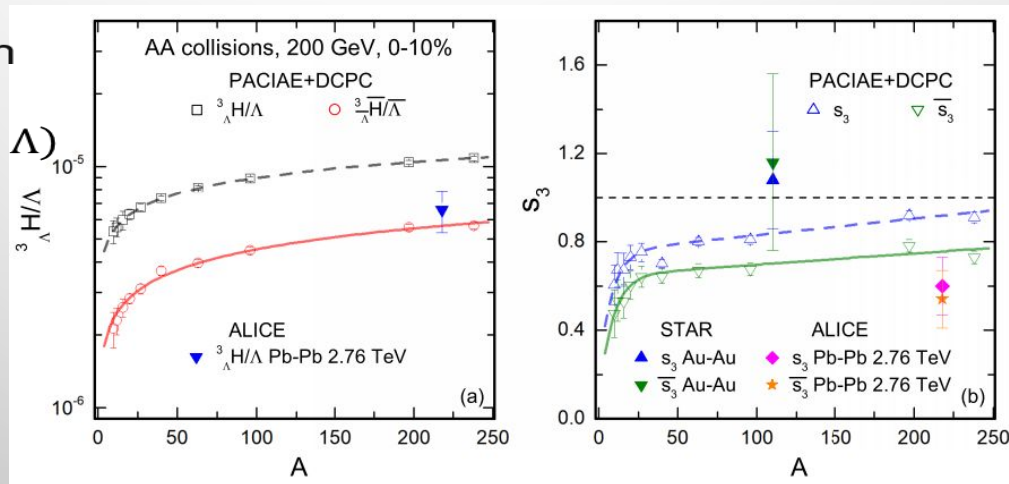 n
Λ)
AA collisions, 200 GeV, 0-10%
PACIAE+DCPC
³ΛH/Λ
³Λ̅H̅/Λ̅
10⁻⁵
10⁻⁶
³ΛH/Λ
ALICE
³ΛH/Λ Pb-Pb 2.76 TeV
(a)
0 50 100 150 200 250
A
1.6
1.2
0.8
0.4
0.0
s₃
PACIAE+DCPC
s₃
s̅₃
STAR
s₃ Au-Au
s̅₃ Au-Au
ALICE
s₃ Pb-Pb 2.76 TeV
s̅₃ Pb-Pb 2.76 TeV
(b)
0 50 100 150 200 250
A